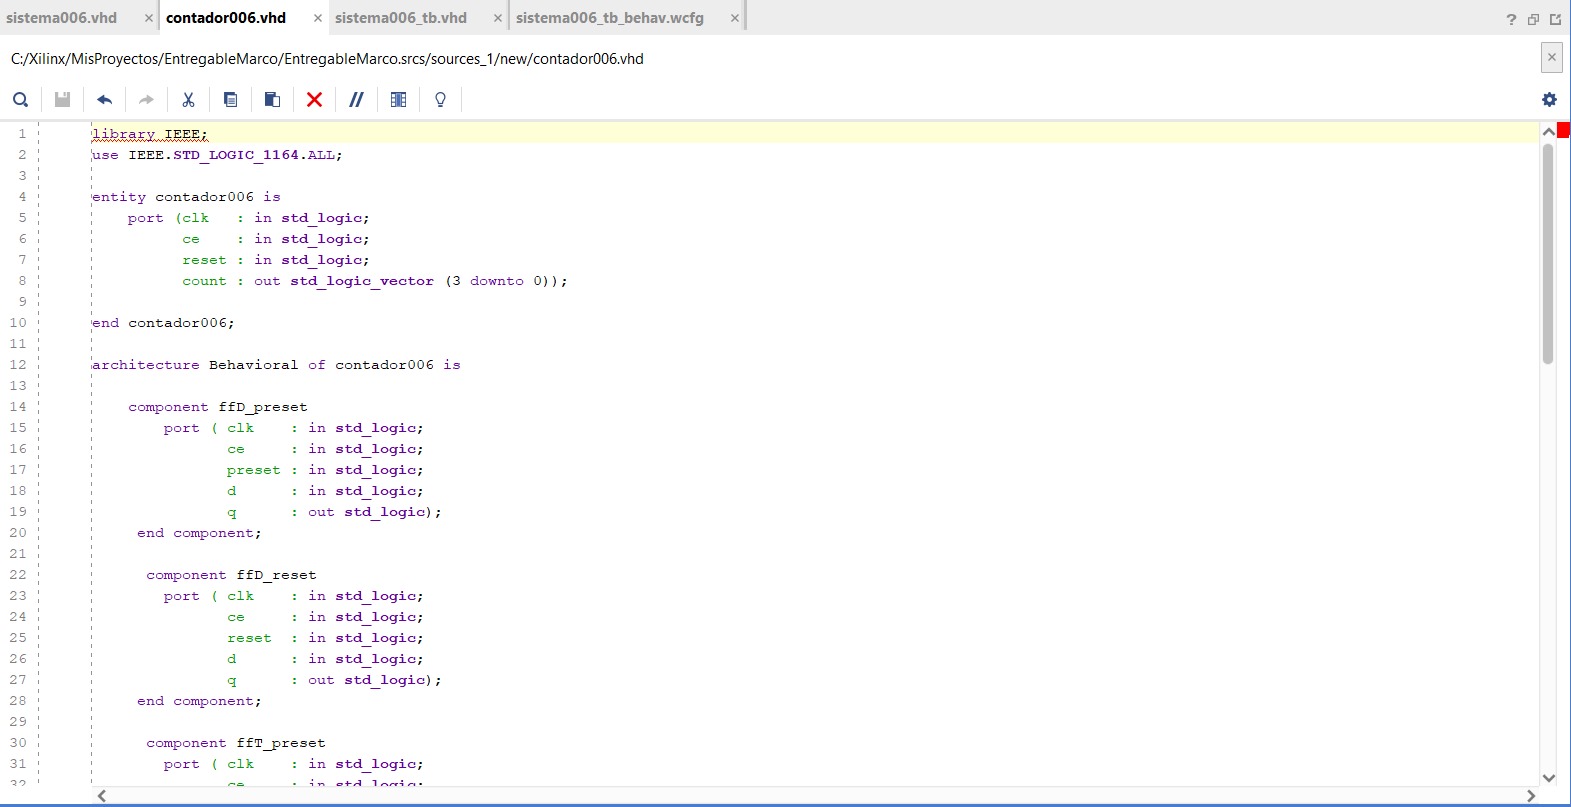 sistema006.vhd × contador006.vhd × sistema006_tb.vhd × sistema006_tb_behav.wcfg ×
?
C:/Xilinx/MisProyectos/EntregableMarco/EntregableMarco.srcs/sources_1/new/contador006.vhd ×
//
1 library IEEE;
2 use IEEE.STD_LOGIC_1164.ALL;
3
4 entity contador006 is
5 port (clk : in std_logic;
6 ce : in std_logic;
7 reset : in std_logic;
8 count : out std_logic_vector (3 downto 0));
9
10 end contador006;
11
12 architecture Behavioral of contador006 is
13
14 component ffD_preset
15 port ( clk : in std_logic;
16 ce : in std_logic;
17 preset : in std_logic;
18 d : in std_logic;
19 q : out std_logic);
20 end component;
21
22 component ffD_reset
23 port ( clk : in std_logic;
24 ce : in std_logic;
25 reset : in std_logic;
26 d : in std_logic;
27 q : out std_logic);
28 end component;
29
30 component ffT_preset
31 port ( clk : in std_logic;
32 ce : in std_logic;